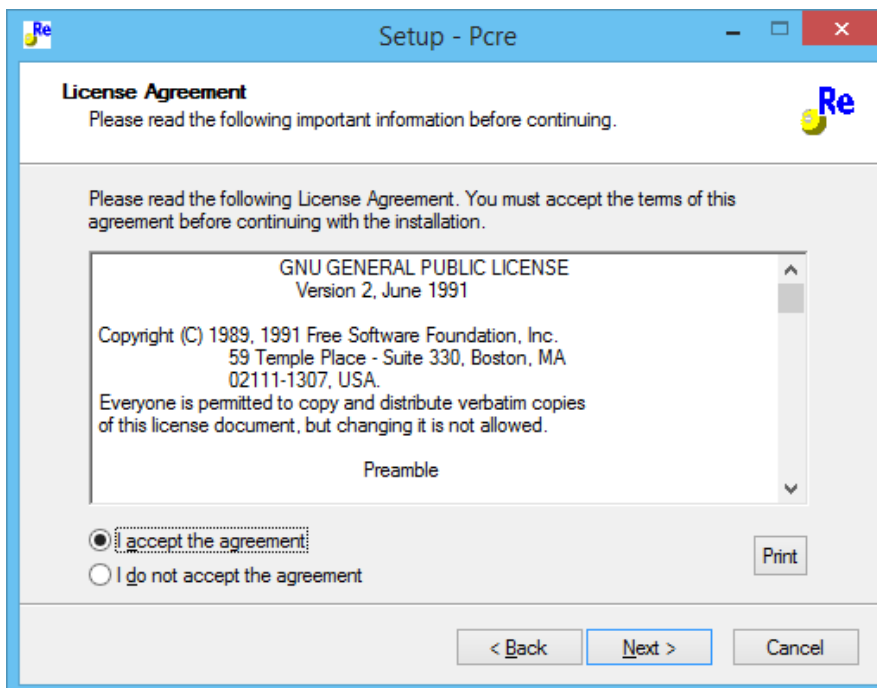 Re
Setup - Pcre
License Agreement
Please read the following important information before continuing.
Re
Please read the following License Agreement. You must accept the terms of this
agreement before continuing with the installation.
GNU GENERAL PUBLIC LICENSE
Version 2, June 1991
Copyright (C) 1989, 1991 Free Software Foundation, Inc.
59 Temple Place - Suite 330, Boston, MA
02111-1307, USA.
Everyone is permitted to copy and distribute verbatim copies
of this license document, but changing it is not allowed.
Preamble
I accept the agreement
Print
I do not accept the agreement
< Back
Next >
Cancel